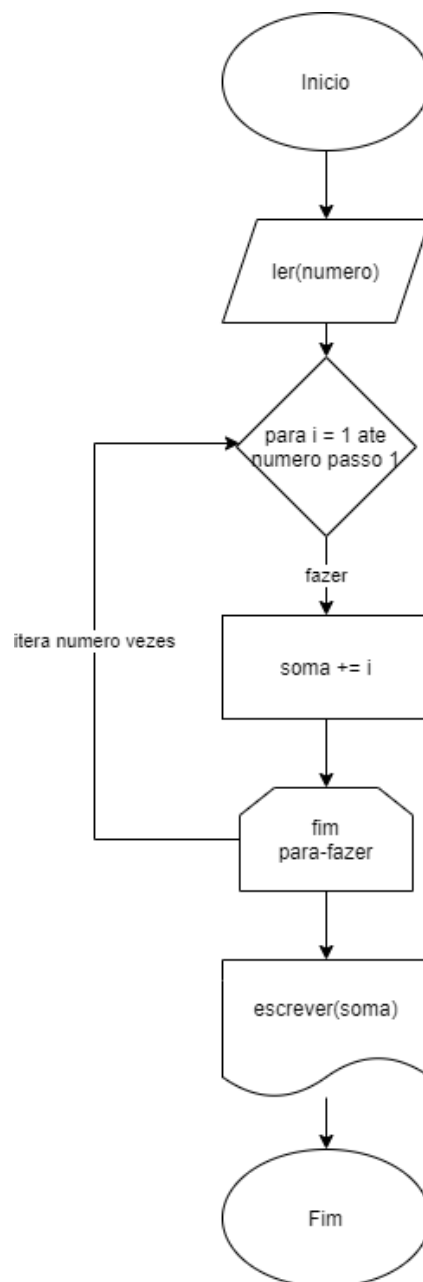 Inicio
ler(numero)
para i = 1 ate
numero passo 1
fazer
itera numero vezes
soma += i
fim
para-fazer
escrever(soma)
Fim